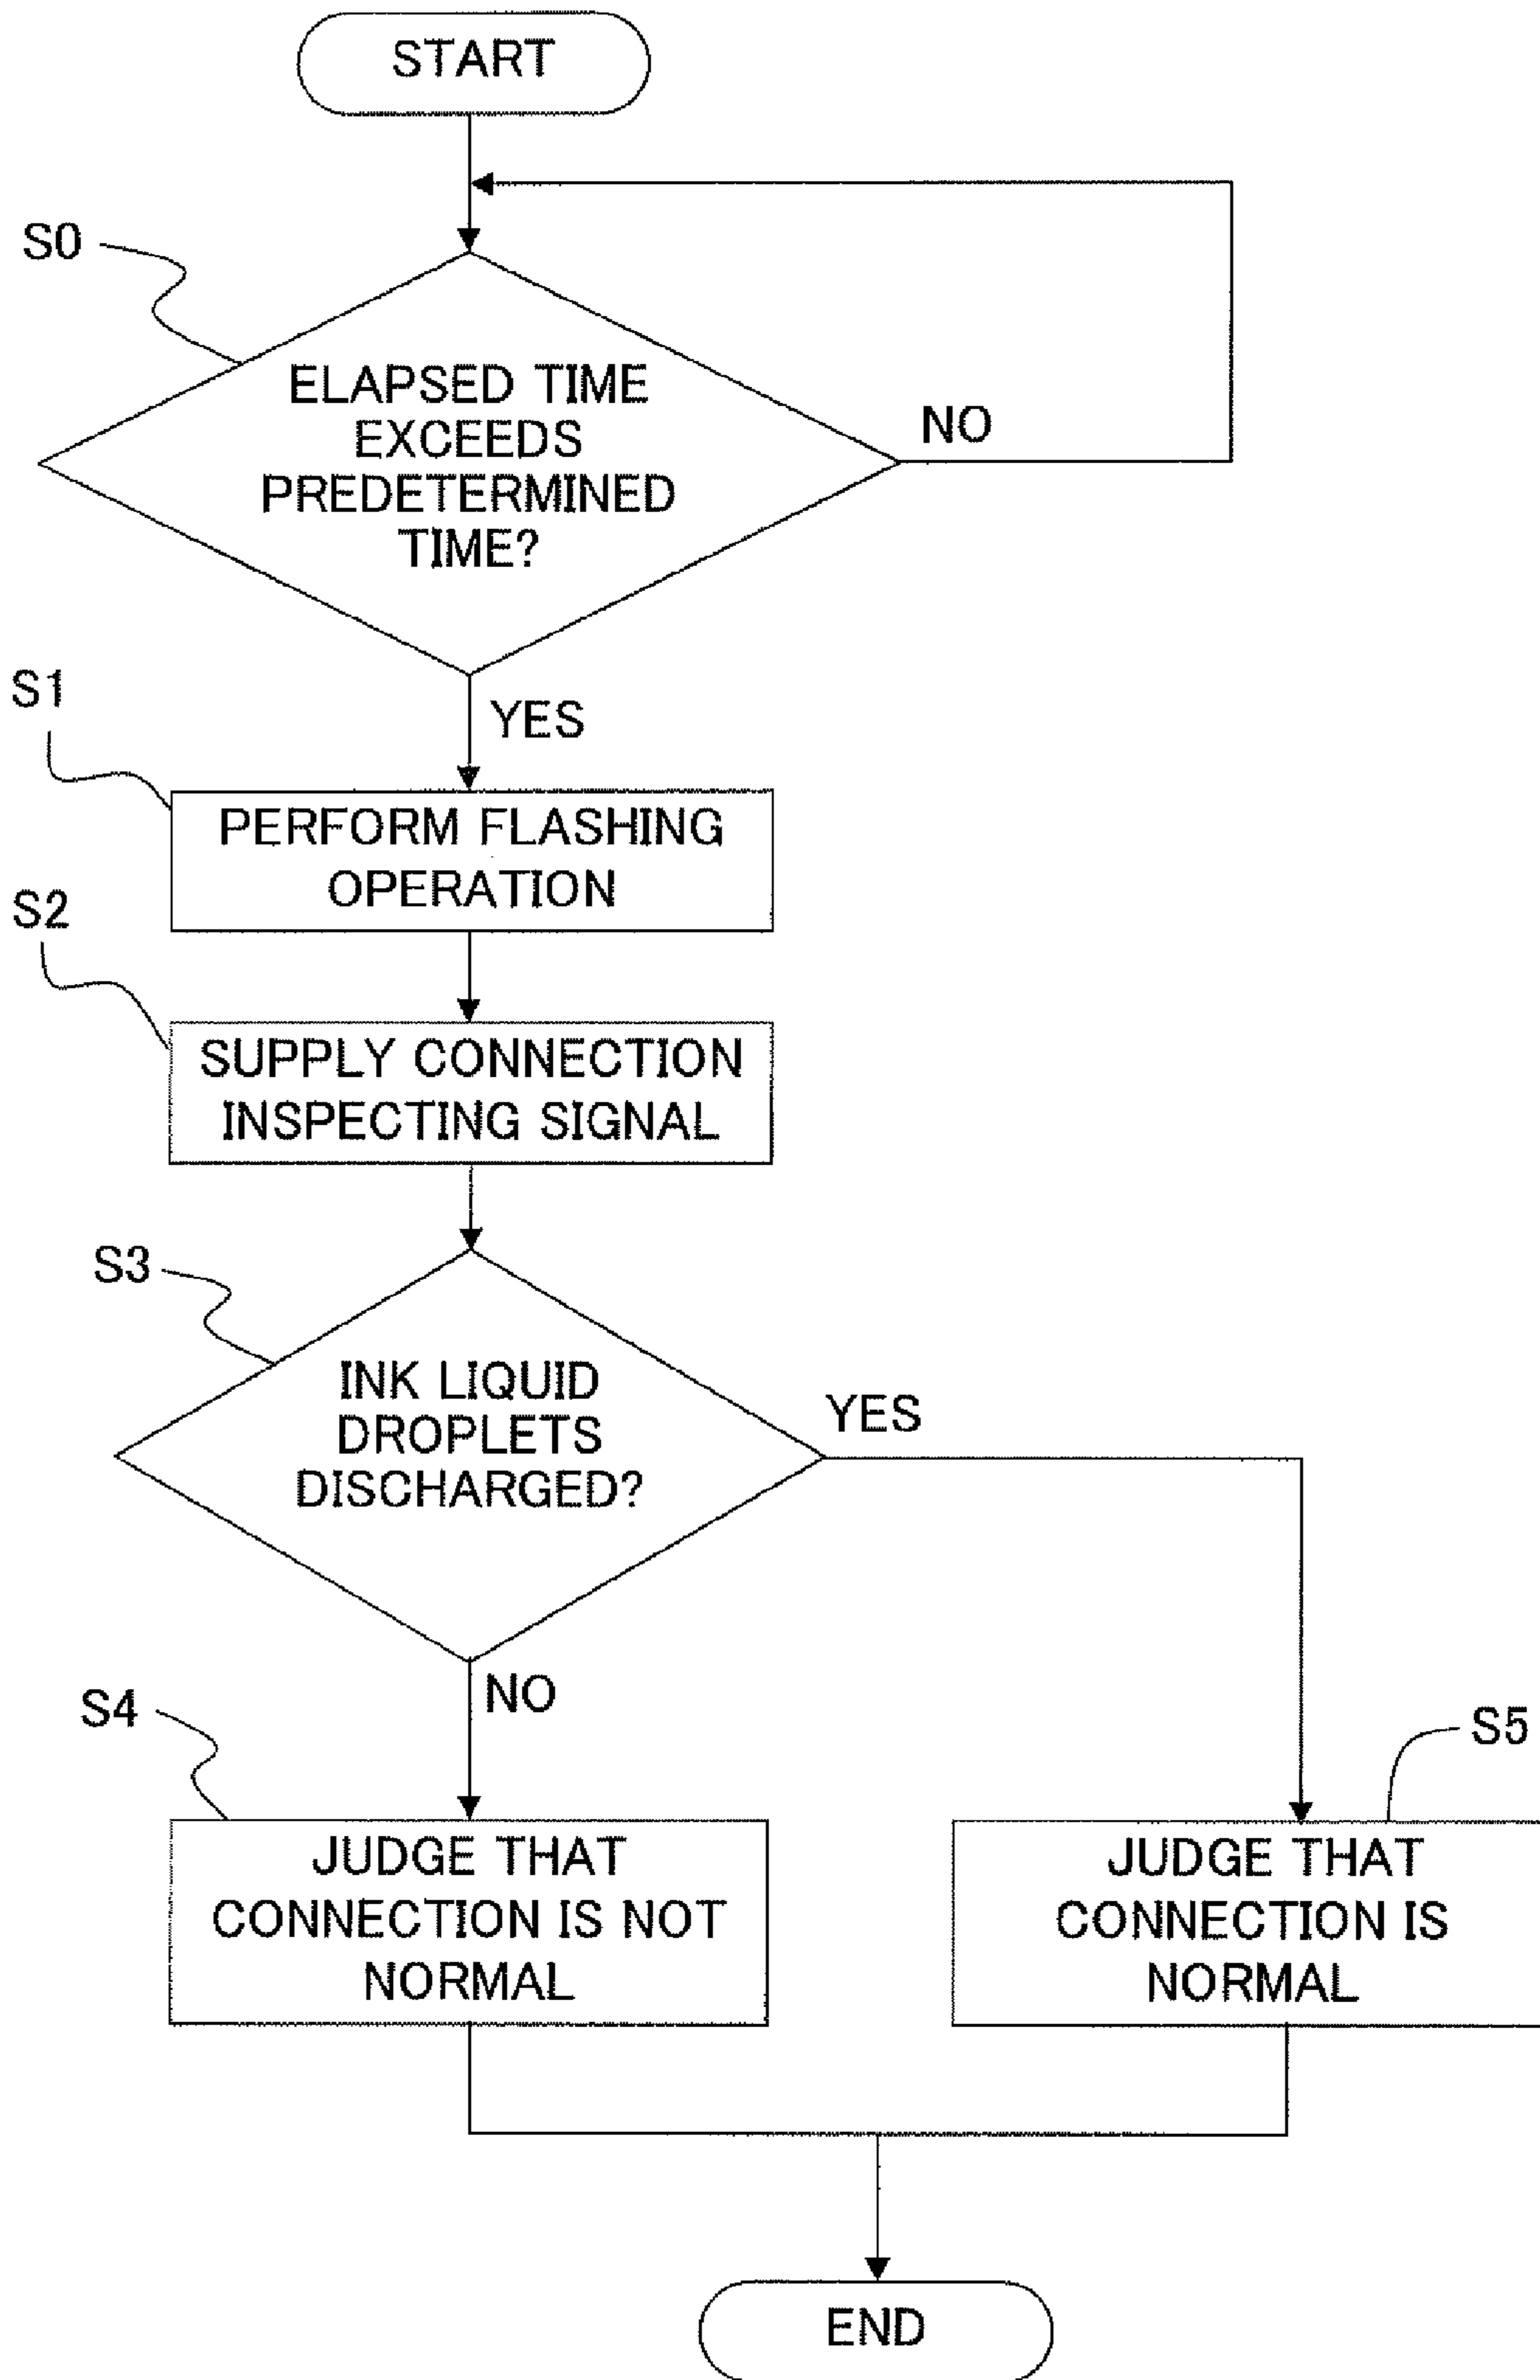 START
S0
ELAPSED TIME
EXCEEDS
PREDETERMINED
TIME?
NO
YES
S1
PERFORM FLASHING
OPERATION
S2
SUPPLY CONNECTION
INSPECTING SIGNAL
S3
INK LIQUID
DROPLETS
DISCHARGED?
YES
NO
S4
JUDGE THAT
CONNECTION IS NOT
NORMAL
S5
JUDGE THAT
CONNECTION IS
NORMAL
END